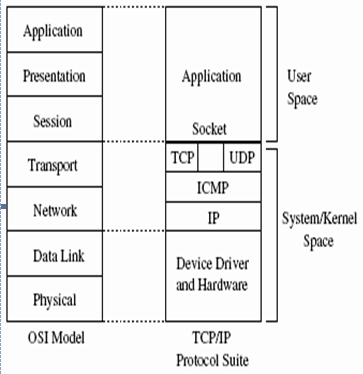 Application
Presentation
Session
Transport
Network
Data Link
Physical
OSI Model
Application
Socket
TCP UDP
ICMP
IP
Device Driver
and Hardware
TCP/IP
Protocol Suite
User
Space
System/Kernel
Space